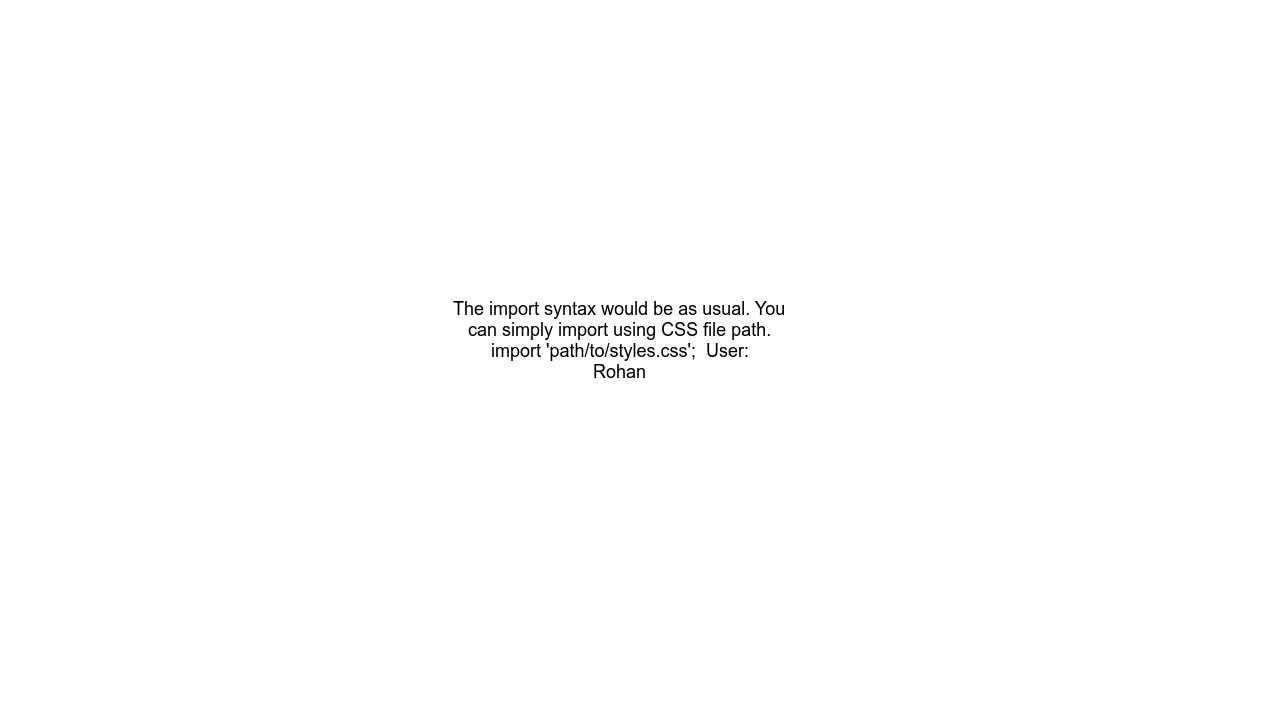 The import syntax would be as usual. You
can simply import using CSS file path.
import 'path/to/styles.css';  User:
Rohan